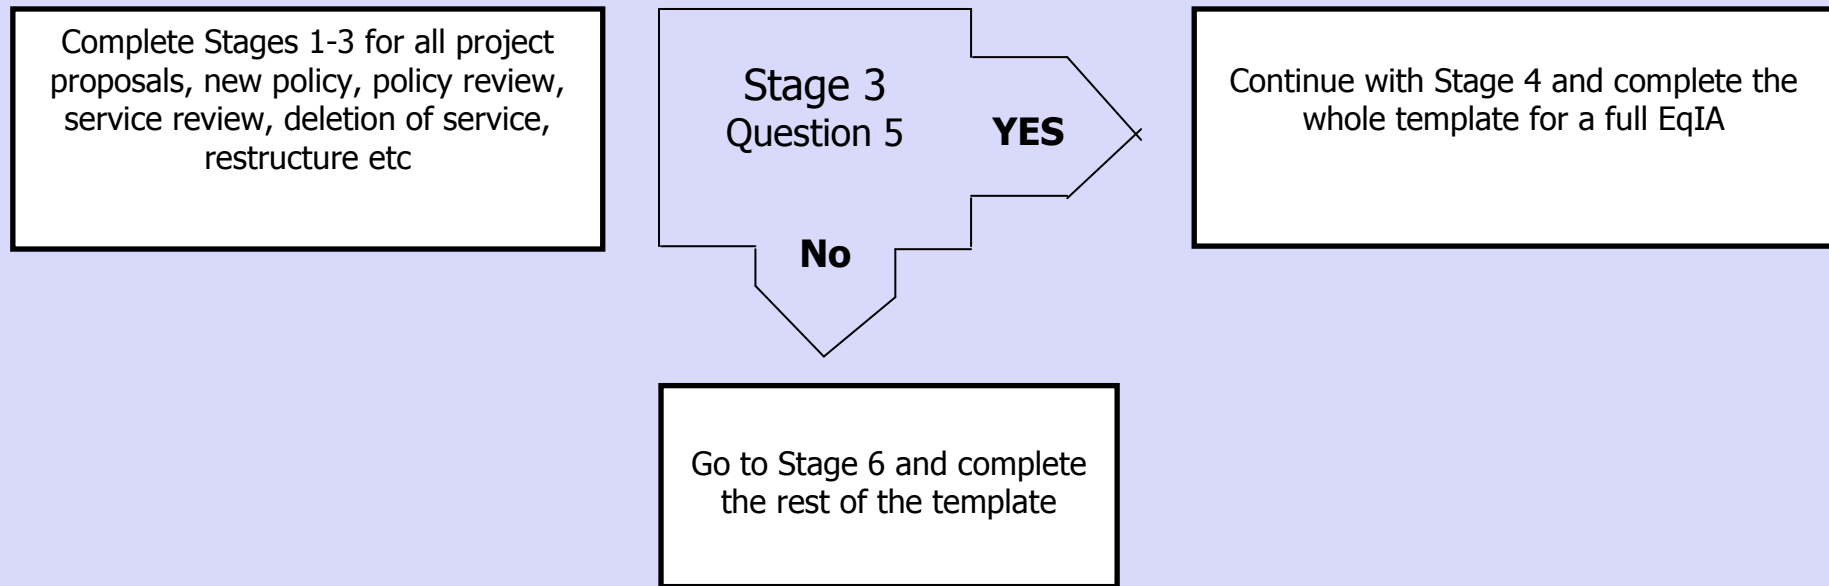 Complete Stages 1-3 for all project
proposals, new policy, policy review,
service review, deletion of service,
restructure etc
Stage 3
Question 5
YES
No
Continue with Stage 4 and complete the
whole template for a full EqIA
Go to Stage 6 and complete
the rest of the template